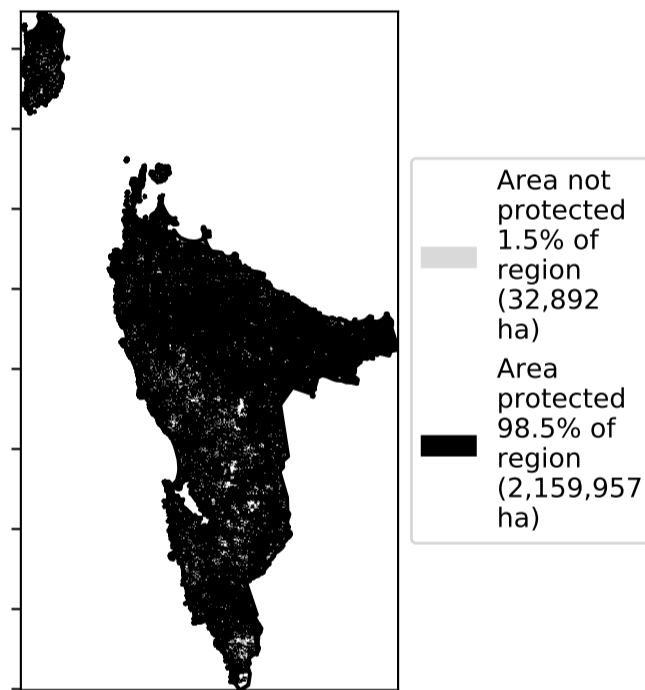 Area not
protected
1.5% of
region
(32,892
ha)
Area
protected
98.5% of
region
(2,159,957
ha)